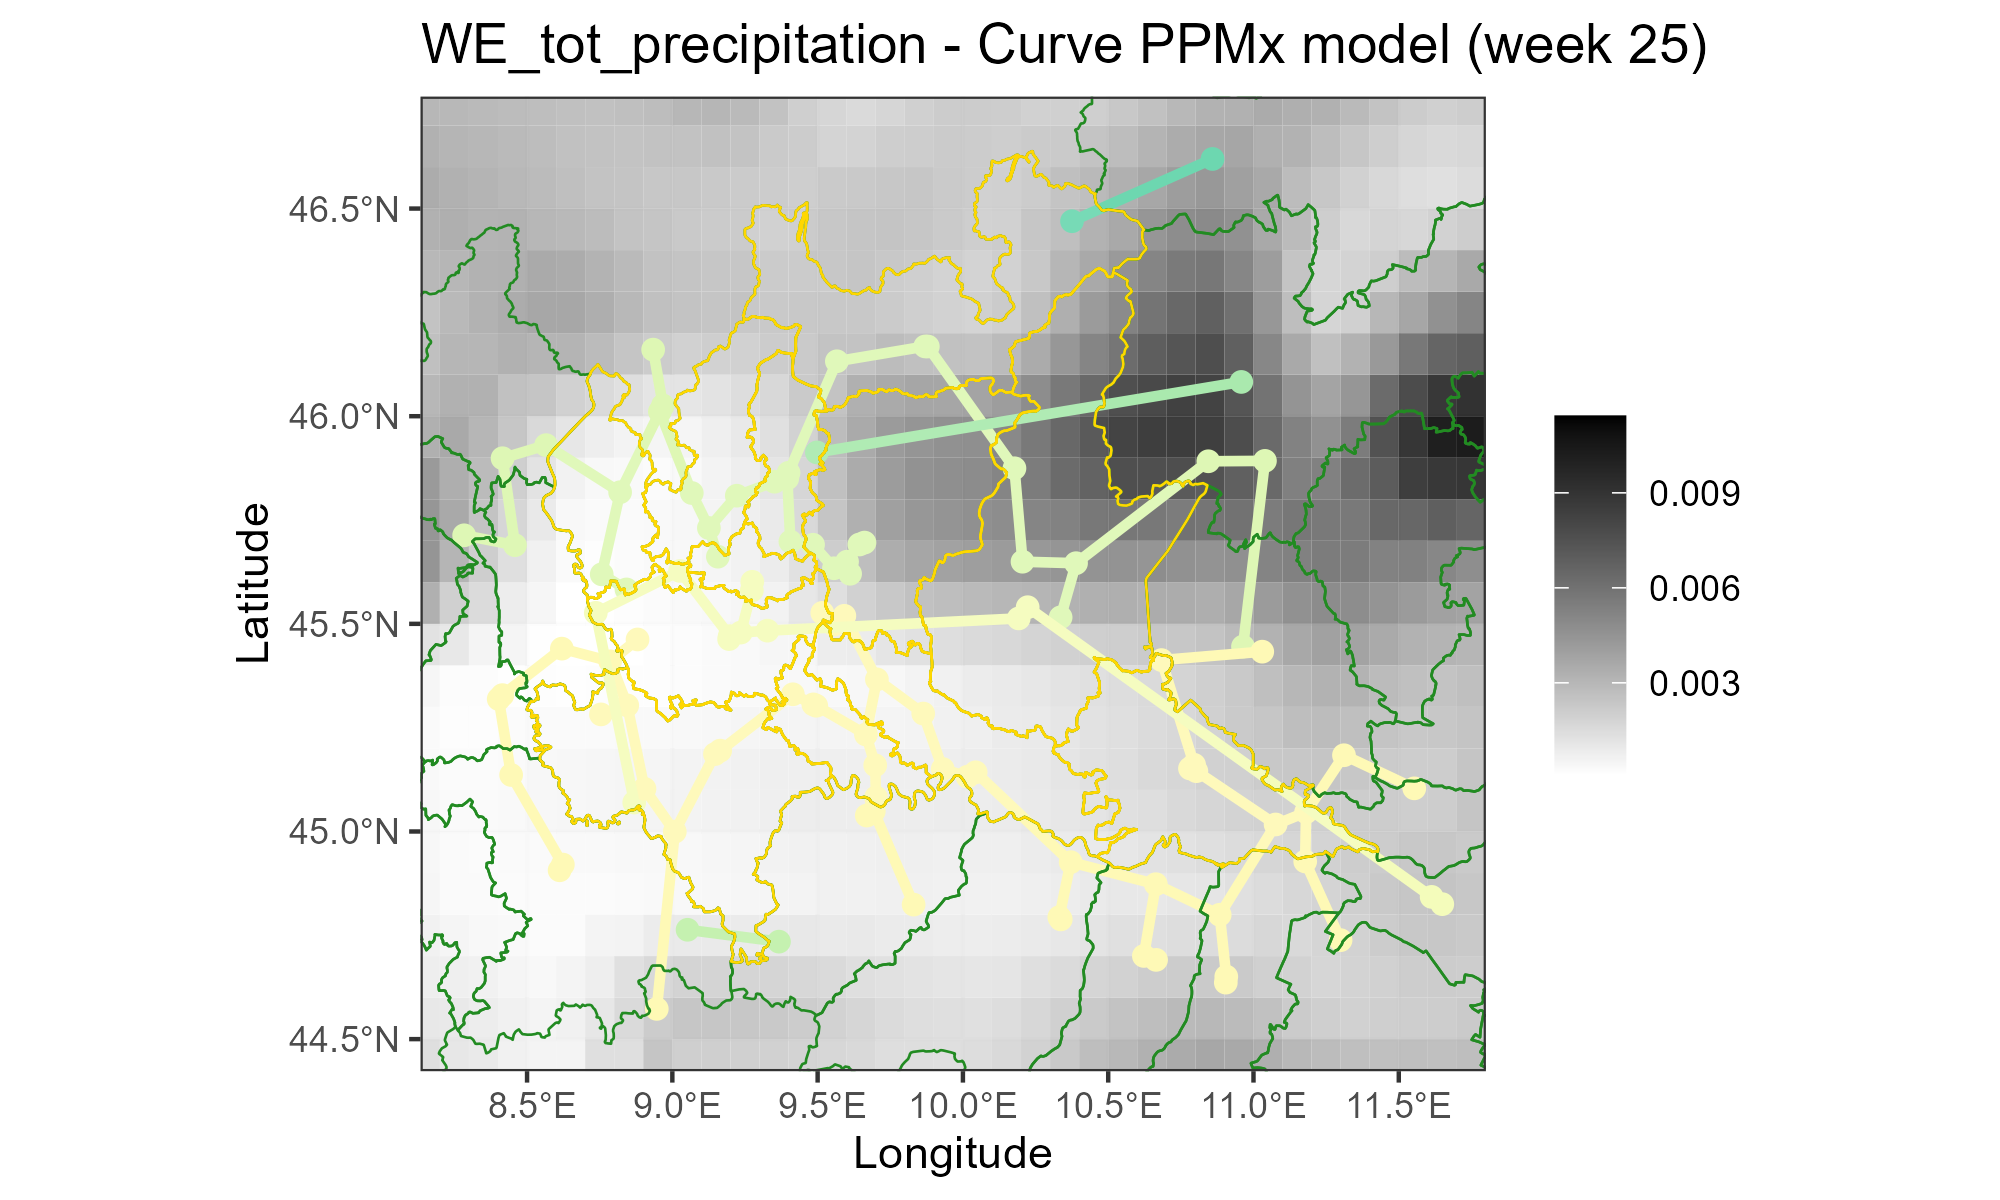 WE_tot_precipitation - Curve PPMx model (week 25)
46.5°N
46.0°N
45.5°N
45.0°N
44.5°N
Latitude
8.5°E 9.0°E 9.5°E 10.0°E 10.5°E 11.0°E 11.5°E
Longitude
0.009
0.006
0.003